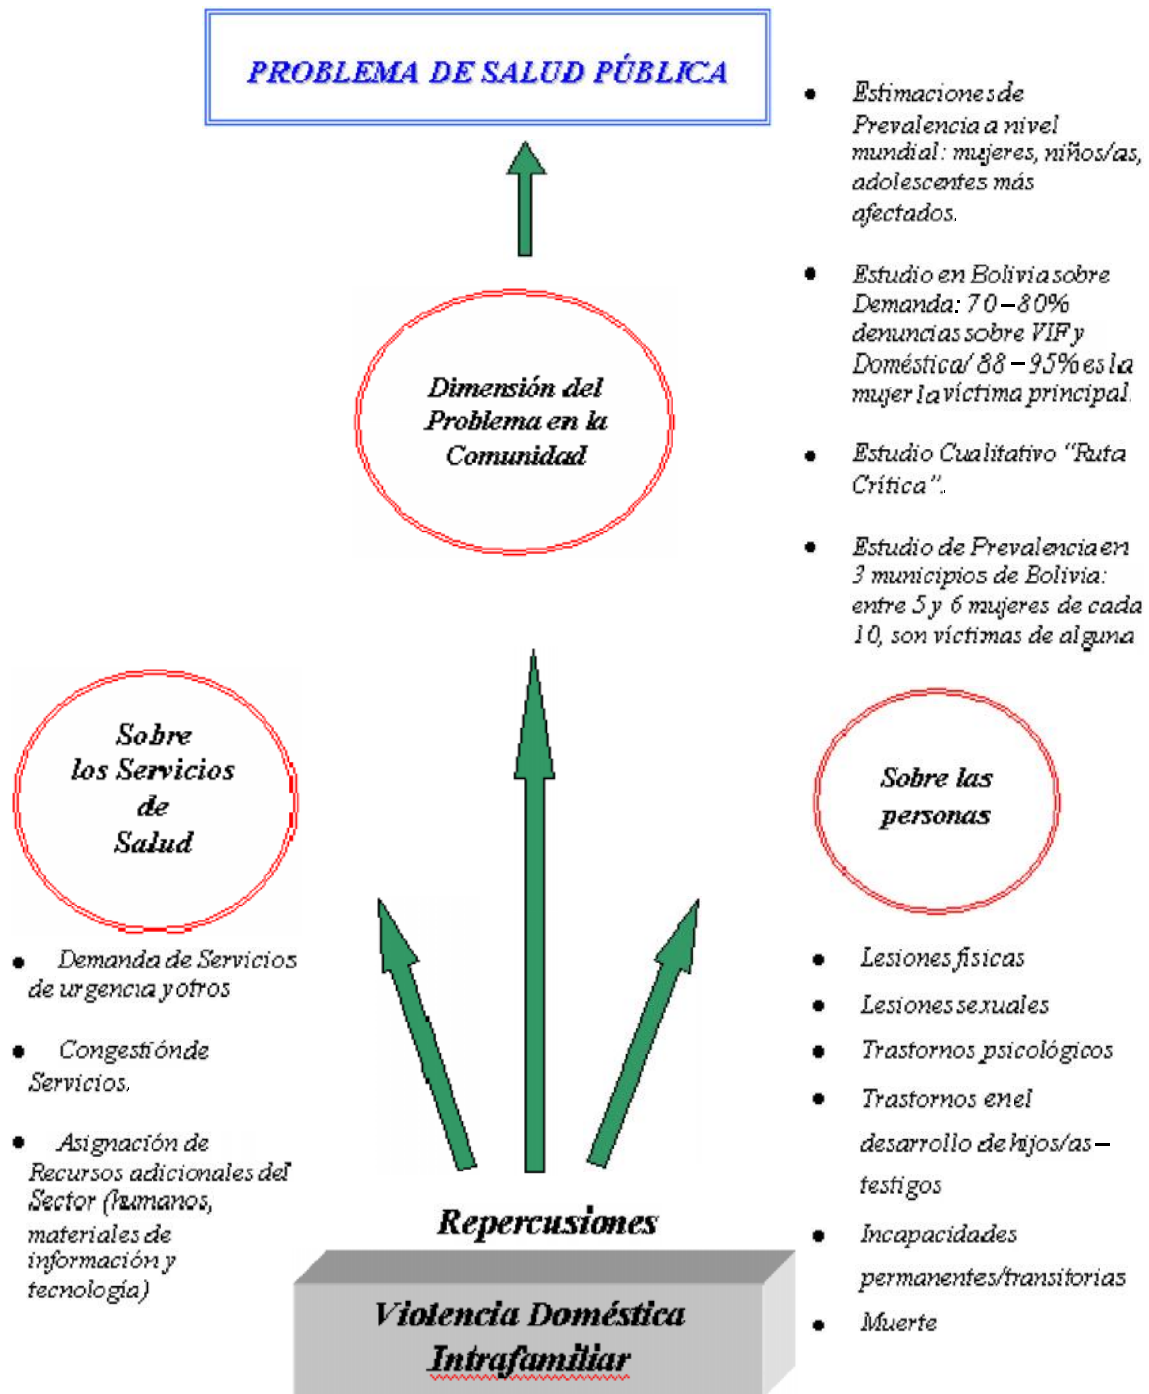 PROBLEMA DE SALUD PÚBLICA
• Estimaciones de
Prevalencia a nivel
mundial: mujeres, niños/as,
adolescentes más
afectados.
• Estudio en Bolivia sobre
Demanda: 70–80%
denuncias sobre VIF y
Doméstica/ 88–95% es la
mujer la víctima principal.
• Estudio Cualitativo “Ruta
Crítica”.
• Estudio de Prevalencia en
3 municipios de Bolivia:
entre 5 y 6 mujeres de cada
10, son víctimas de alguna
Dimensión del
Problema en la
Comunidad
Sobre
los Servicios
de
Salud
• Demanda de Servicios
de urgencia y otros
• Congestión de
Servicios.
• Asignación de
Recursos adicionales del
Sector (humanos,
materiales de
información y
tecnología)
Sobre las
personas
• Lesiones físicas
• Lesiones sexuales
• Trastornos psicológicos
• Trastornos en el
desarrollo de hijos/as–
testigos
• Incapacidades
permanentes/transitorias
• Muerte
Repercusiones
Violencia Doméstica
Intrafamiliar